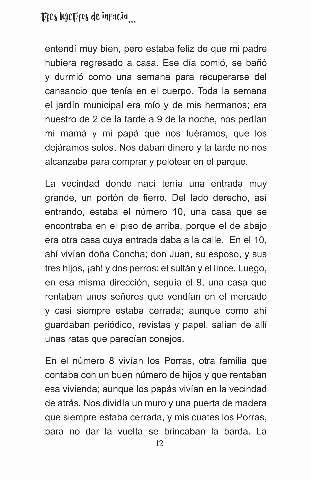 Tres lagartijas de infancia...
entendí muy bien, pero estaba feliz de que mi padre
hubiera regresado a casa. Ese día comió, se bañó
y durmió como una semana para recuperarse del
cansancio que tenía en el cuerpo. Toda la semana
el jardín municipal era mío y de mis hermanos; era
nuestro de 2 de la tarde a 9 de la noche, nos pedían
mi mamá y mi papá que nos fuéramos, que los
dejáramos solos. Nos daban dinero y la tarde no nos
alcanzaba para comprar y pelotear en el parque.
La vecindad donde nací tenía una entrada muy
grande, un portón de fierro. Del lado derecho, así
entrando, estaba el número 10, una casa que se
encontraba en el piso de arriba, porque el de abajo
era otra casa cuya entrada daba a la calle. En el 10,
ahí vivían doña Concha; don Juan, su esposo, y sus
tres hijos, ¡ah! y dos perros: el sultán y el lince. Luego,
en esa misma dirección, seguía el 9, una casa que
rentaban unos señores que vendían en el mercado
y casi siempre estaba cerrada; aunque como ahí
guardaban periódico, revistas y papel, salían de allí
unas ratas que parecían conejos.
En el número 8 vivían los Porras, otra familia que
contaba con un buen número de hijos y que rentaban
esa vivienda; aunque los papás vivían en la vecindad
de atrás. Nos dividía un muro y una puerta de madera
que siempre estaba cerrada, y mis cuates los Porras,
para no dar la vuelta se brincaban la barda. La
12